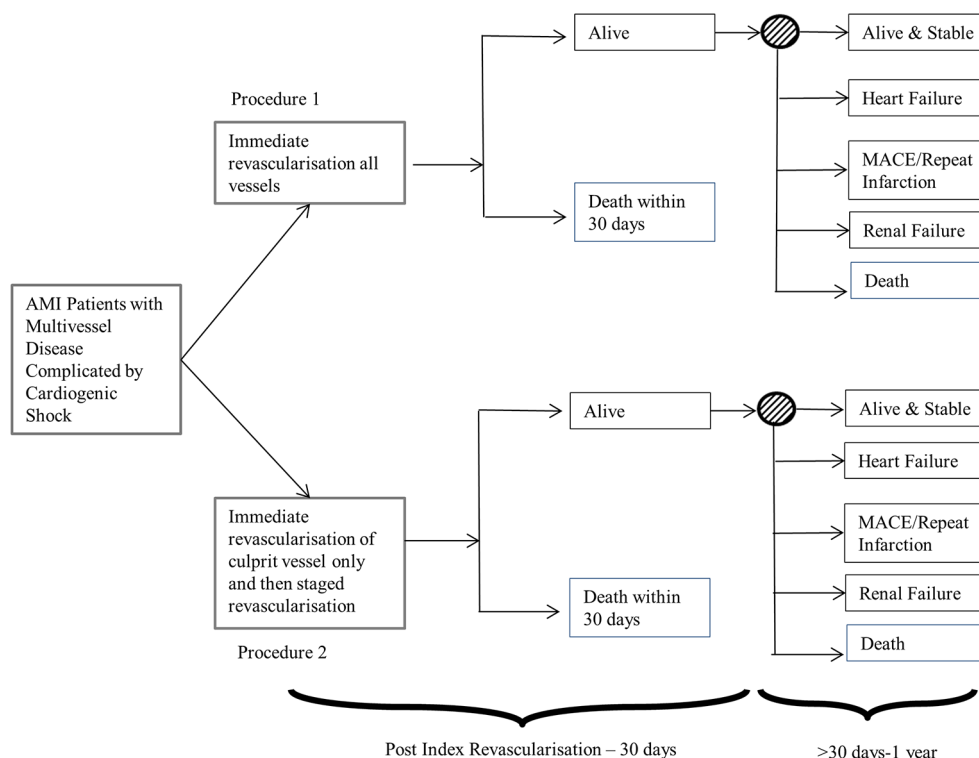 Procedure 1
Immediate
revascularisation all
vessels
Alive
Death within
30 days
Alive & Stable
Heart Failure
MACE/Repeat
Infarction
Renal Failure
Death
AMI Patients with
Multivessel
Disease
Complicated by
Cardiogenic
Shock
Immediate
revascularisation of
culprit vessel only
and then staged
revascularisation
Procedure 2
Alive
Death within
30 days
Alive & Stable
Heart Failure
MACE/Repeat
Infarction
Renal Failure
Death
Post Index Revascularisation – 30 days
>30 days-1 year